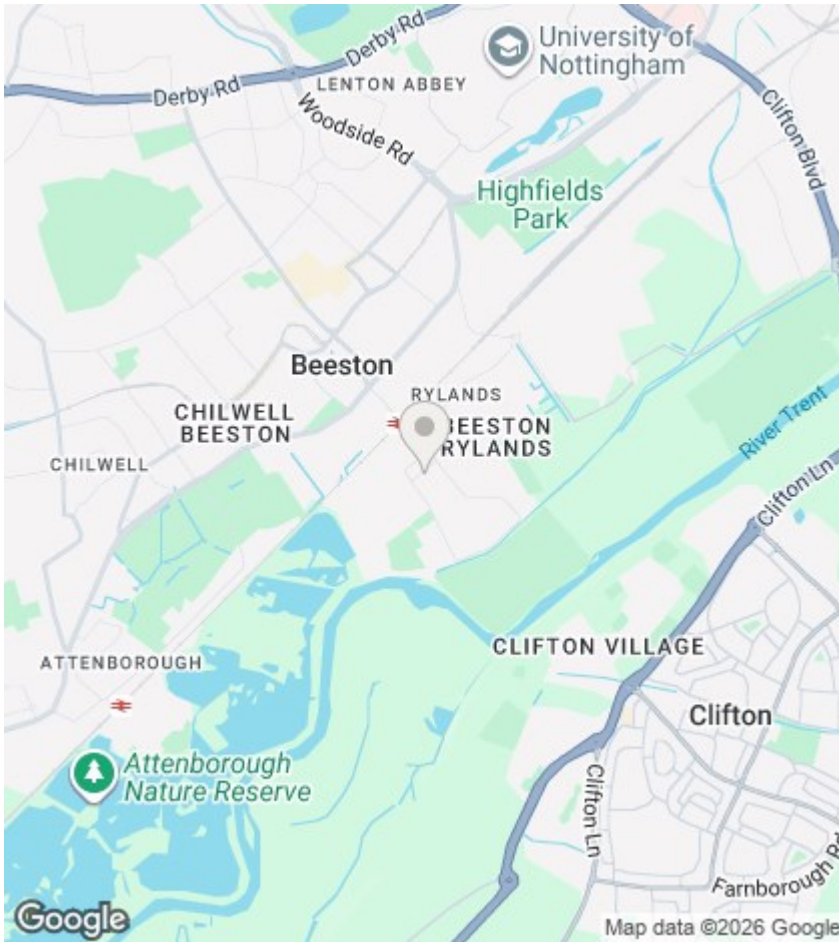 Derby Rd
University of
Nottingham
Derby Rd
LENTON ABBEY
Woodside Rd
Clifton Blvd
Highfields
Park
Beeston
RYLANDS
CHILWELL
BEESTON
BEESTON
RYLANDS
River Trent
CHILWELL
Clifton Ln
CLIFTON VILLAGE
ATTENBOROUGH
Clifton
Attenborough
Nature Reserve
Clifton Ln
Farnborough Rd
Google
Map data ©2026 Google